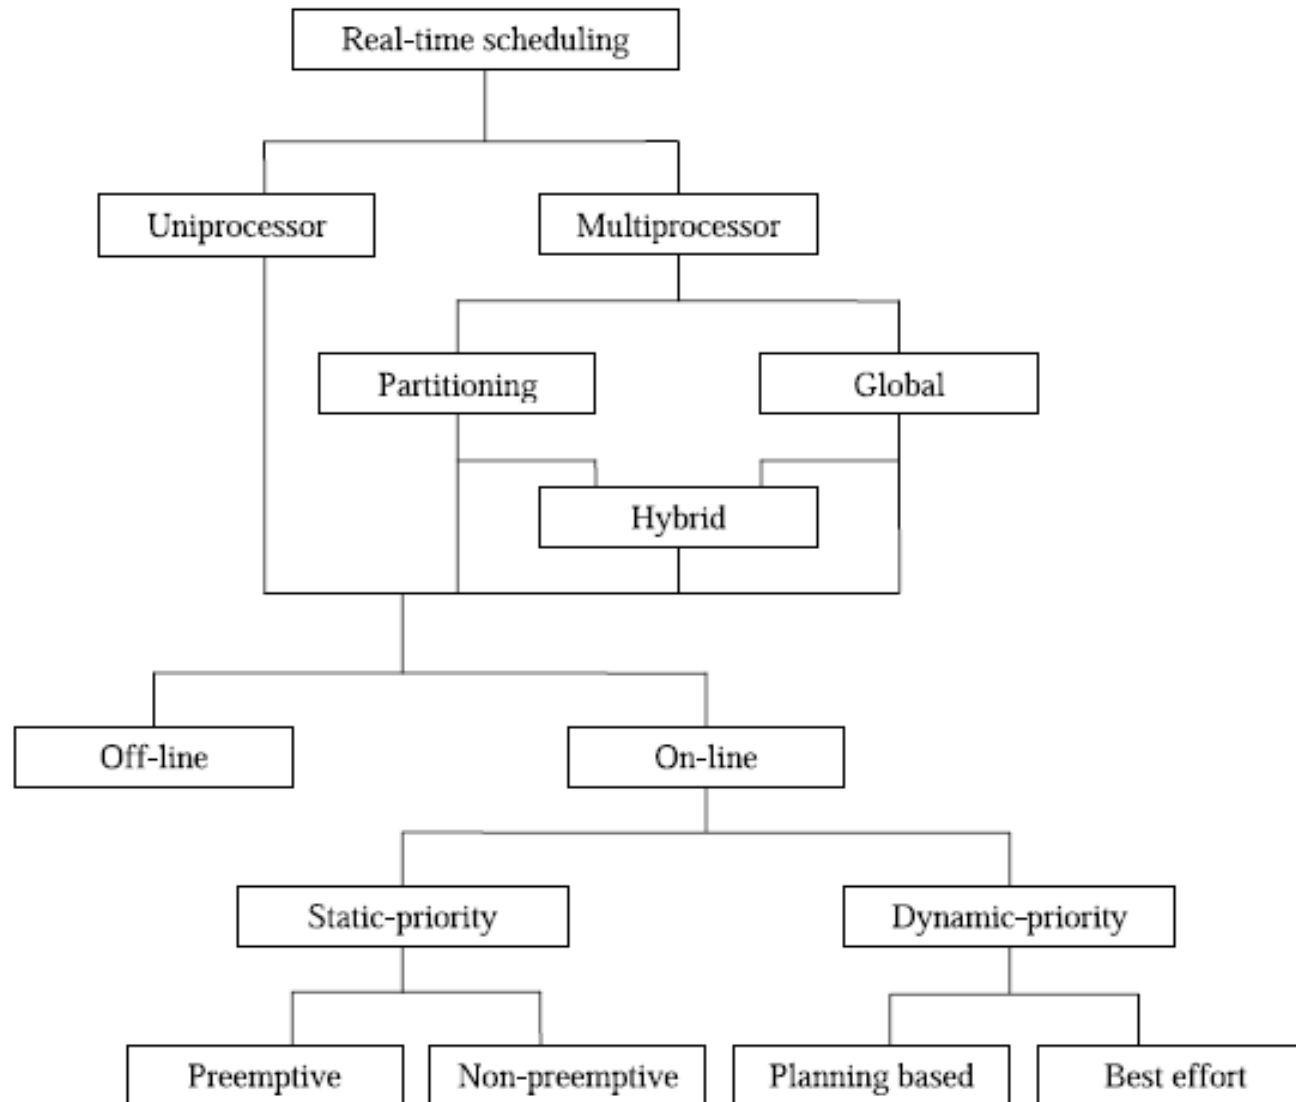 Real-time scheduling
Uniprocessor
Multiprocessor
Partitioning
Global
Hybrid
Off-line
On-line
Static-priority
Dynamic-priority
Preemptive
Non-preemptive
Planning based
Best effort